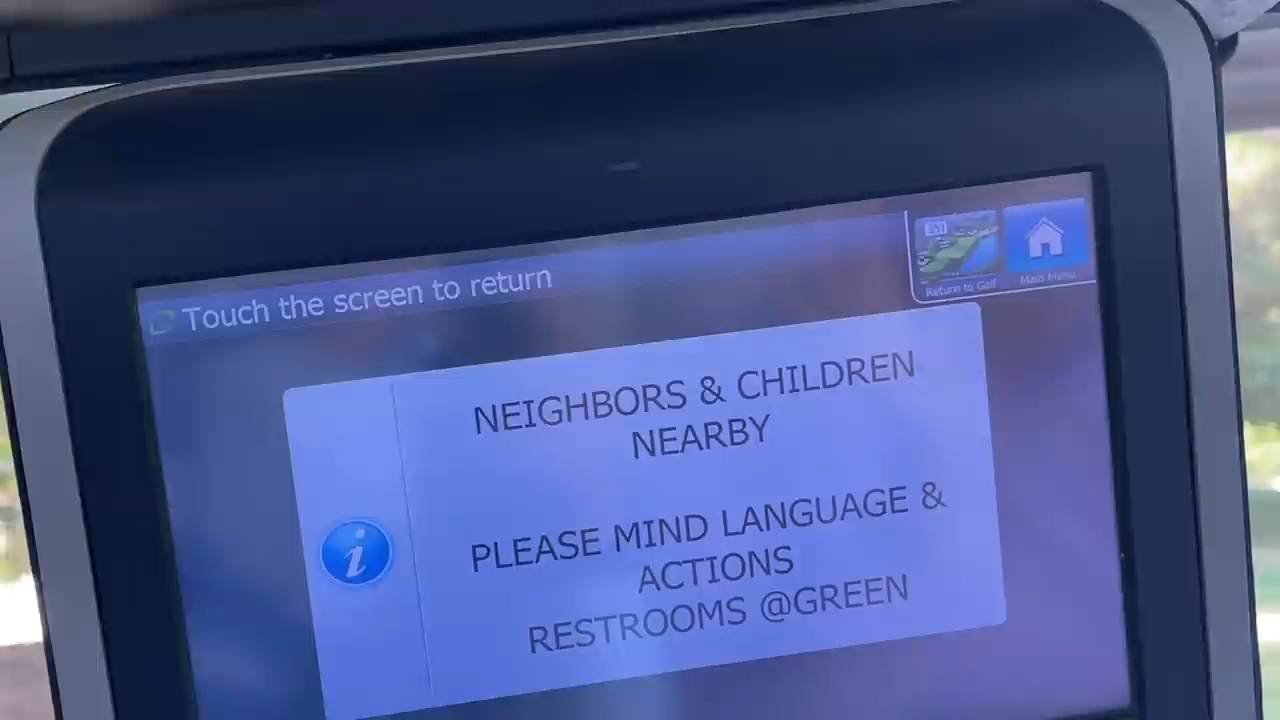 Touch the screen to return
Return to Golf
Main Menu
NEIGHBORS & CHILDREN
NEARBY
PLEASE MIND LANGUAGE &
ACTIONS
RESTROOMS @GREEN